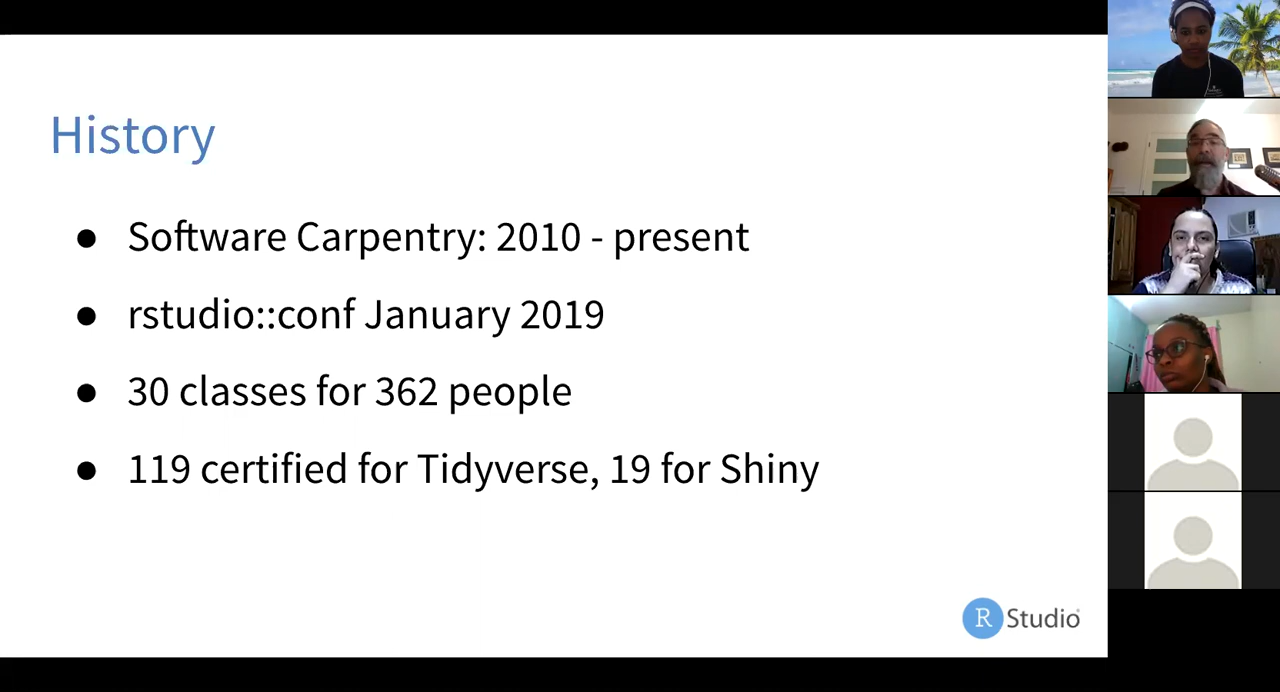 History
● Software Carpentry: 2010 - present
● rstudio::conf January 2019
● 30 classes for 362 people
● 119 certified for Tidyverse, 19 for Shiny
R Studio